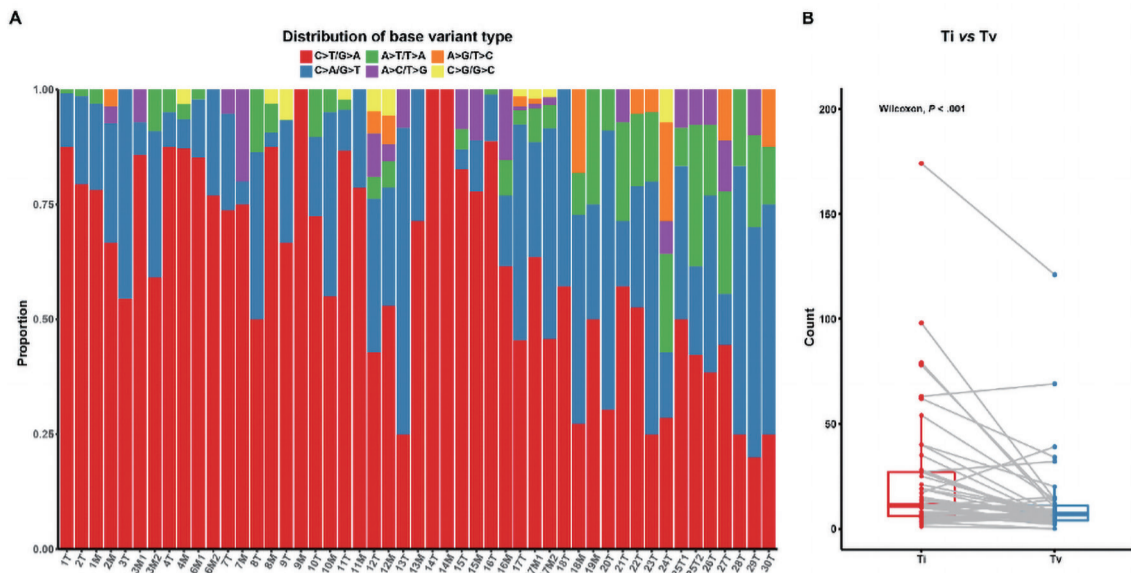 A
B
Distribution of base variant type
C>T/G>A A>T/T>A A>G/T>C
C>A/G>T A>C/T>G C>G/G>C
Ti vs Tv
Wilcoxon, P < .001
Proportion
1.00
0.75
0.50
0.25
0.00
1T 2T 1M 2M 3T 3M1 3M2 4T 4M 6M1 6M2 7T 7M 8T 8M 9T 9M 10T 10M 11T 11M 12T 12M 13T 13M 14T 14M 15T 15M 16T 16M 17T 7M1 7M2 18T 18M 19M 20T 21T 22T 23T 24T 25T1 25T2 26T 27T 28T 29T 30T
Count
200
150
100
50
0
Ti Tv